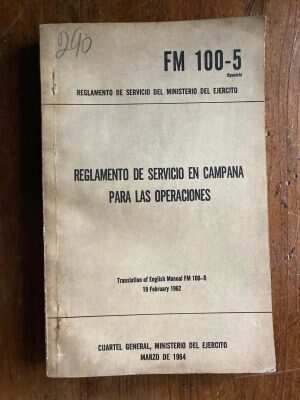 290
FM 100-5
(Spanish)
REGLAMENTO DE SERVICIO DEL MINISTERIO DEL EJERCITO
REGLAMENTO DE SERVICIO EN CAMPANA
PARA LAS OPERACIONES
Translation of English Manual FM 100-5
19 February 1962
CUARTEL GENERAL, MINISTERIO DEL EJERCITO
MARZO DE 1964